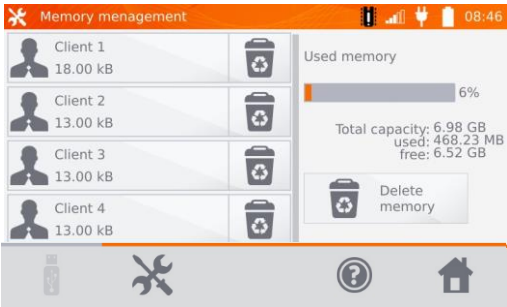 Memory menagement
08:46
Client 1
18.00 kB
Client 2
13.00 kB
Client 3
13.00 kB
Client 4
13.00 kB
Used memory
6%
Total capacity: 6.98 GB
used: 468.23 MB
free: 6.52 GB
Delete
memory